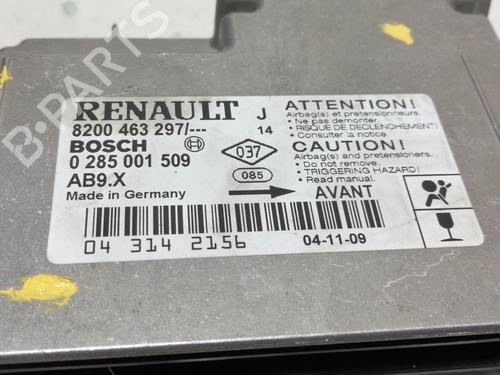 B-PARTS
RENAULT J
8200 463 297/--- 14
BOSCH
0 285 001 509
AB9.X
Made in Germany
037
085
AVANT
04 314 2156
04-11-09
ATTENTION!
Airbag(s) et pretensionneurs.
• Ne pas demonter.
• RISQUE DE DECLENCHEMENT!
• Consulter la notice.
CAUTION!
Airbag(s) and pretensioners.
• Do not remove.
• TRIGGERING HAZARD!
• Read manual.